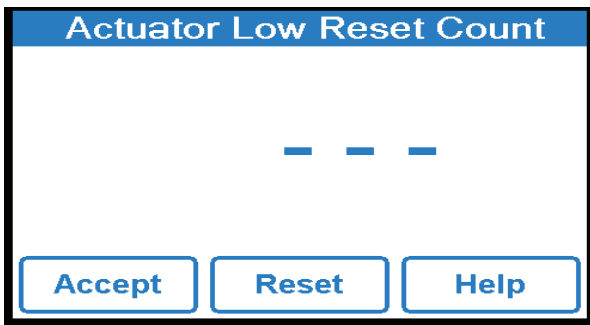 Actuator Low Reset Count
– – –
Accept Reset Help